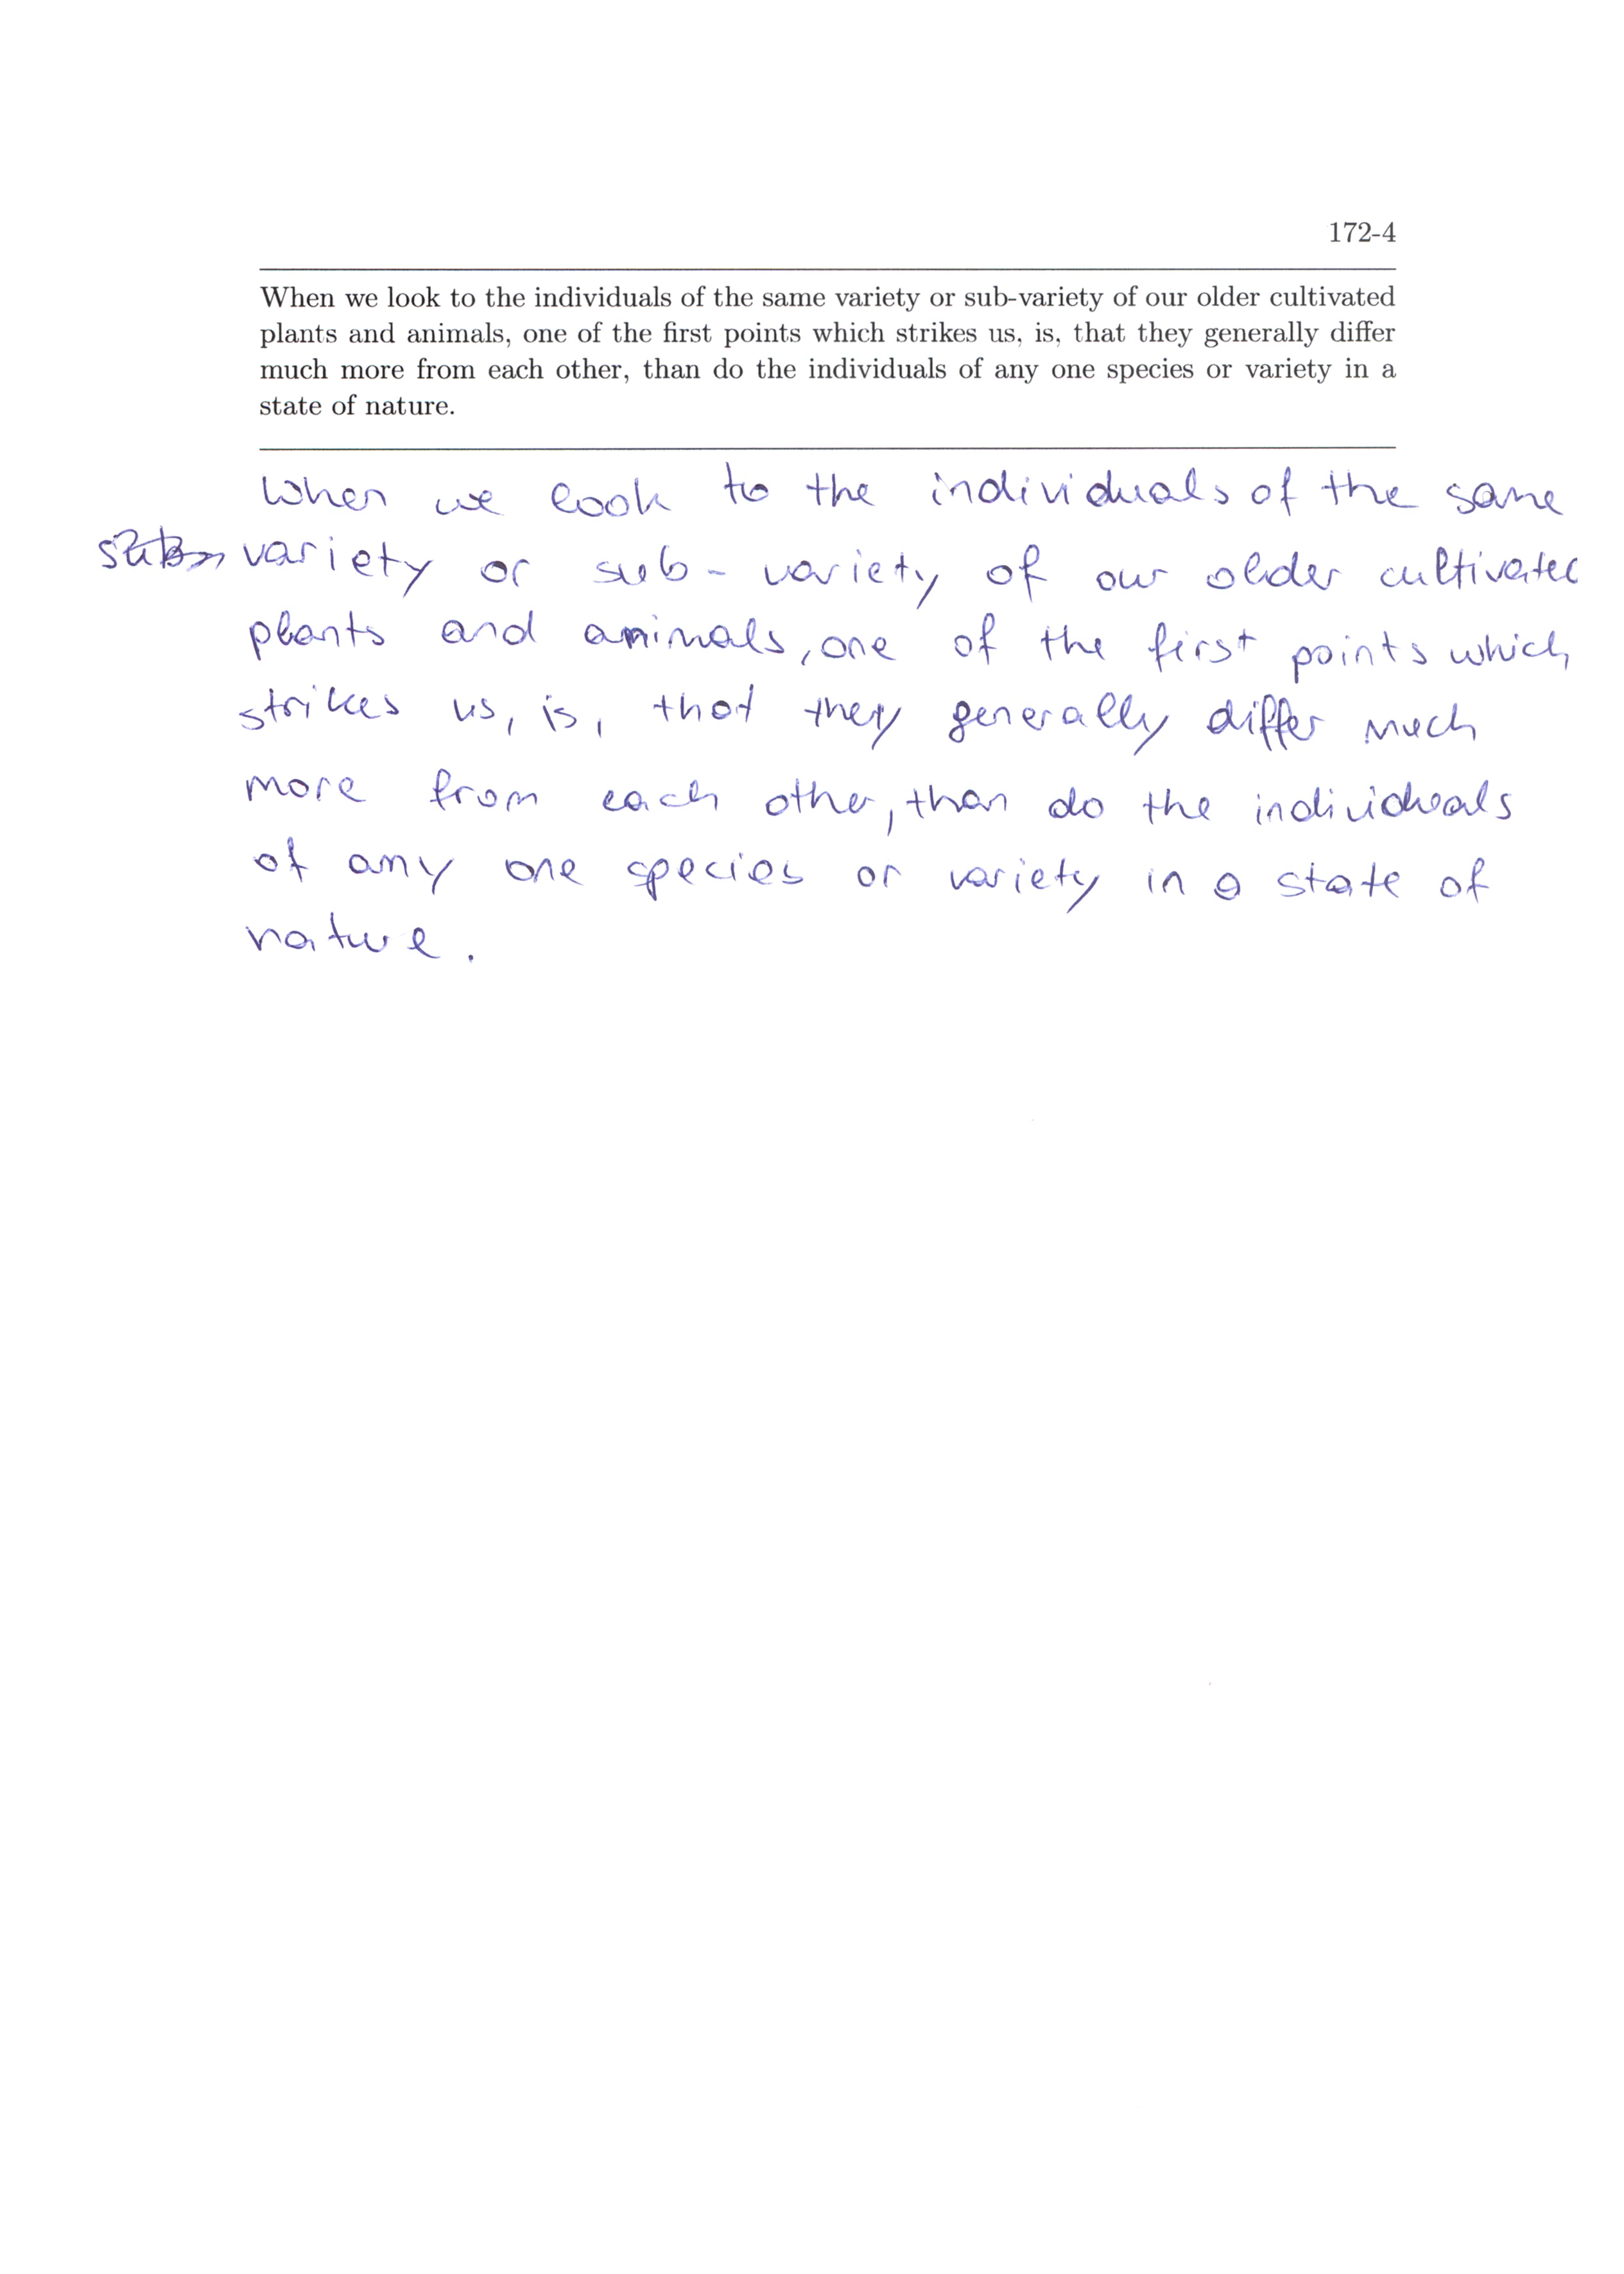 172-4
When we look to the individuals of the same variety or sub-variety of our older cultivated
plants and animals, one of the first points which strikes us, is, that they generally differ
much more from each other, than do the individuals of any one species or variety in a
state of nature.
When we look to the individuals of the same
variety or sub-variety of our older cultivated
plants and animals, one of the first points which
strikes us, is, that they generally differ much
more from each other, than do the individuals
of any one species or variety in a state of
nature.